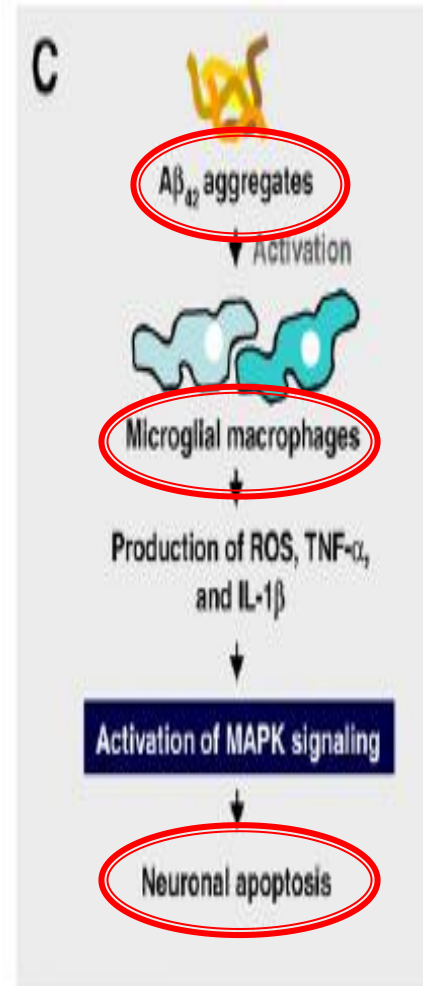 C
Aβ42 aggregates
Activation
Microglial macrophages
Production of ROS, TNF-α,
and IL-1β
Activation of MAPK signaling
Neuronal apoptosis